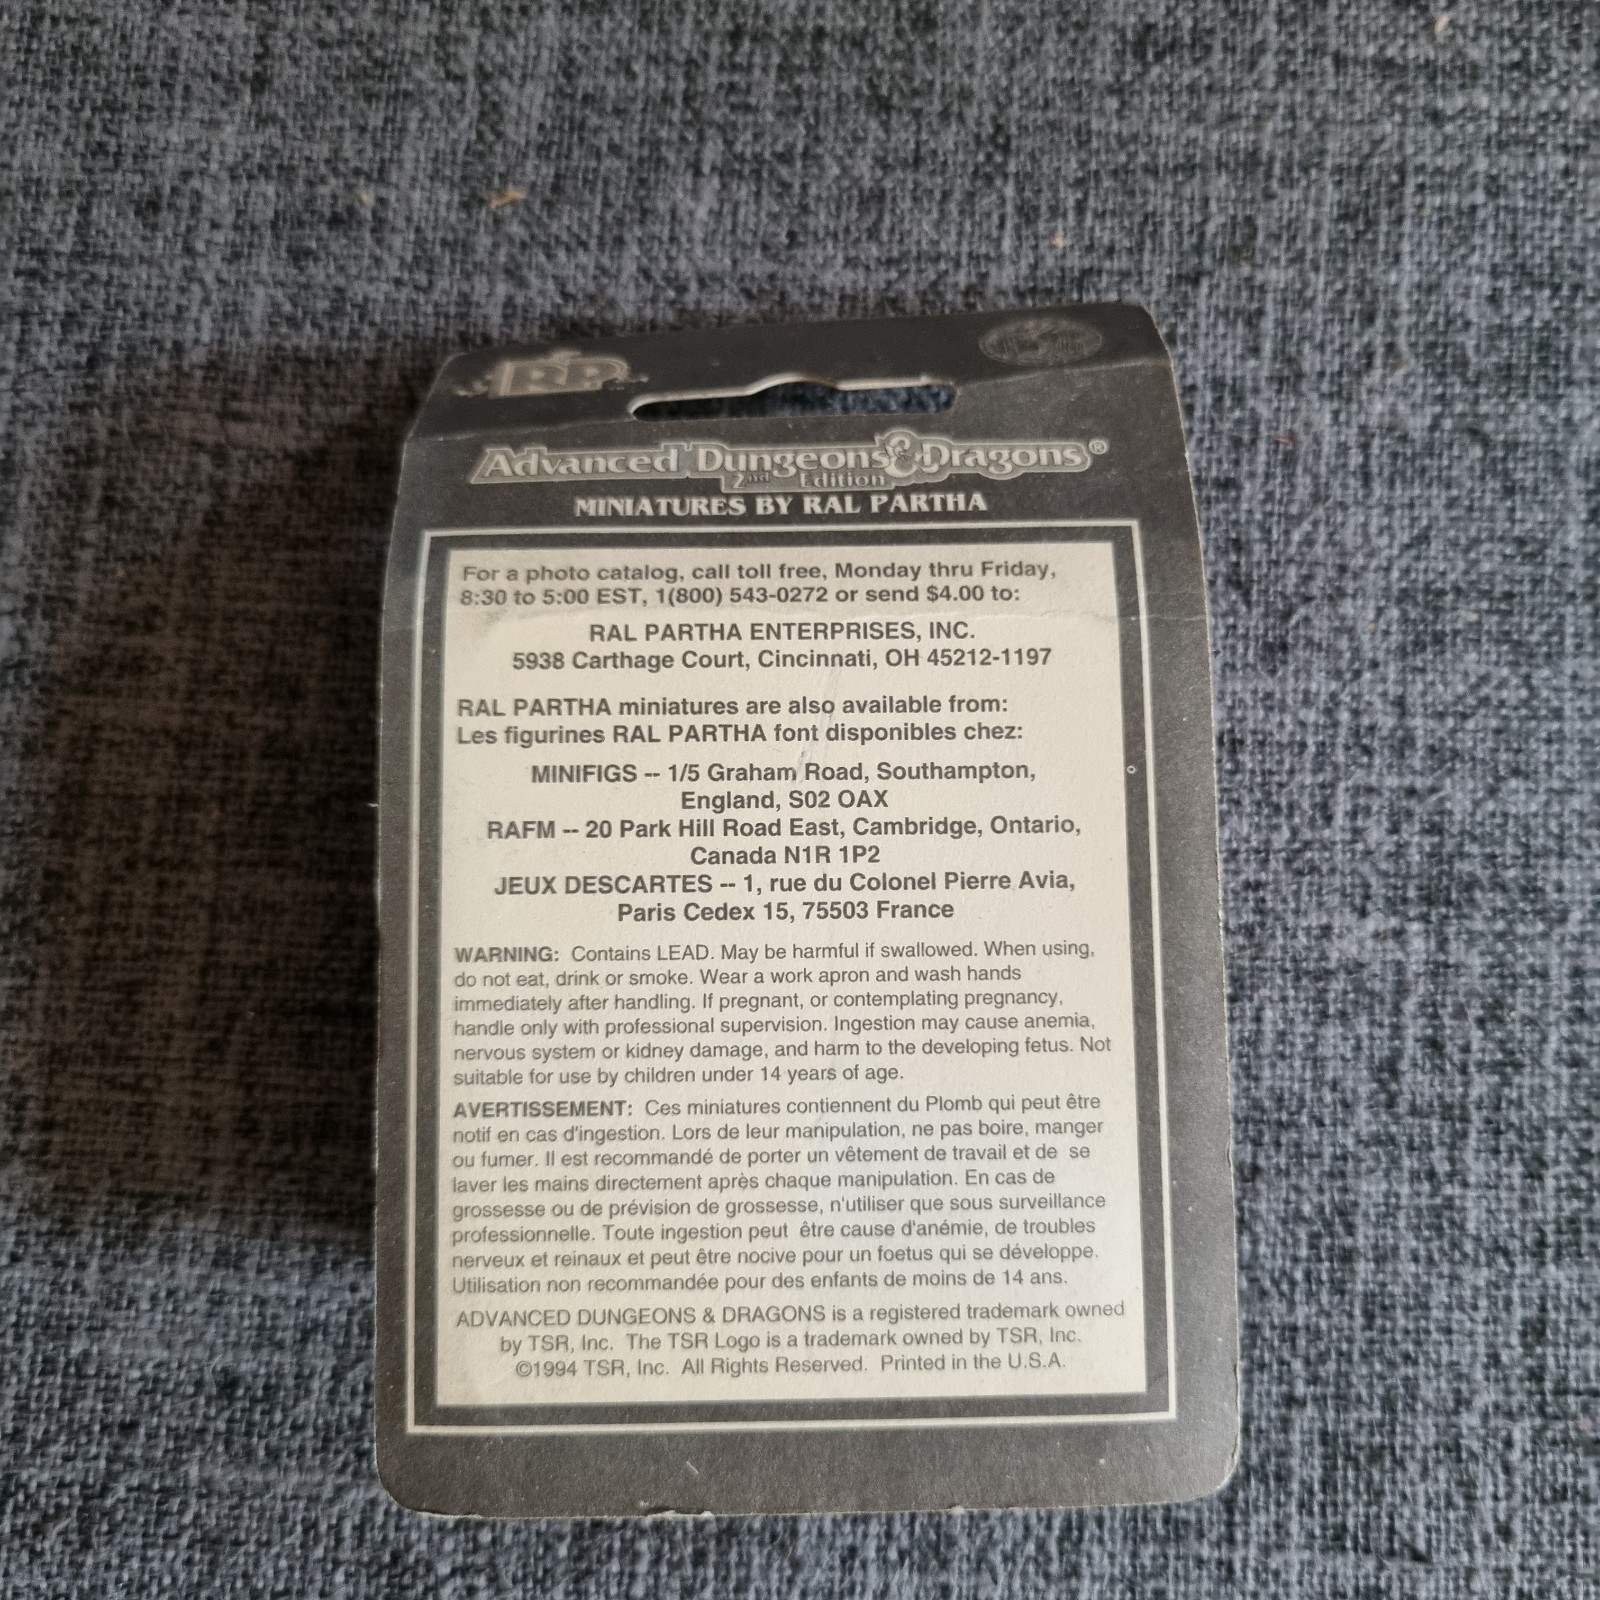 RP
Advanced Dungeons & Dragons®
2nd Edition
MINIATURES BY RAL PARTHA
For a photo catalog, call toll free, Monday thru Friday,
8:30 to 5:00 EST, 1(800) 543-0272 or send $4.00 to:
RAL PARTHA ENTERPRISES, INC.
5938 Carthage Court, Cincinnati, OH 45212-1197
RAL PARTHA miniatures are also available from:
Les figurines RAL PARTHA font disponibles chez:
MINIFIGS -- 1/5 Graham Road, Southampton,
England, S02 OAX
RAFM -- 20 Park Hill Road East, Cambridge, Ontario,
Canada N1R 1P2
JEUX DESCARTES -- 1, rue du Colonel Pierre Avia,
Paris Cedex 15, 75503 France
WARNING: Contains LEAD. May be harmful if swallowed. When using,
do not eat, drink or smoke. Wear a work apron and wash hands
immediately after handling. If pregnant, or contemplating pregnancy,
handle only with professional supervision. Ingestion may cause anemia,
nervous system or kidney damage, and harm to the developing fetus. Not
suitable for use by children under 14 years of age.
AVERTISSEMENT: Ces miniatures contiennent du Plomb qui peut être
notif en cas d'ingestion. Lors de leur manipulation, ne pas boire, manger
ou fumer. Il est recommandé de porter un vêtement de travail et de se
laver les mains directement après chaque manipulation. En cas de
grossesse ou de prévision de grossesse, n'utiliser que sous surveillance
professionnelle. Toute ingestion peut être cause d'anémie, de troubles
nerveux et reinaux et peut être nocive pour un foetus qui se développe.
Utilisation non recommandée pour des enfants de moins de 14 ans.
ADVANCED DUNGEONS & DRAGONS is a registered trademark owned
by TSR, Inc. The TSR Logo is a trademark owned by TSR, Inc.
©1994 TSR, Inc. All Rights Reserved. Printed in the U.S.A.